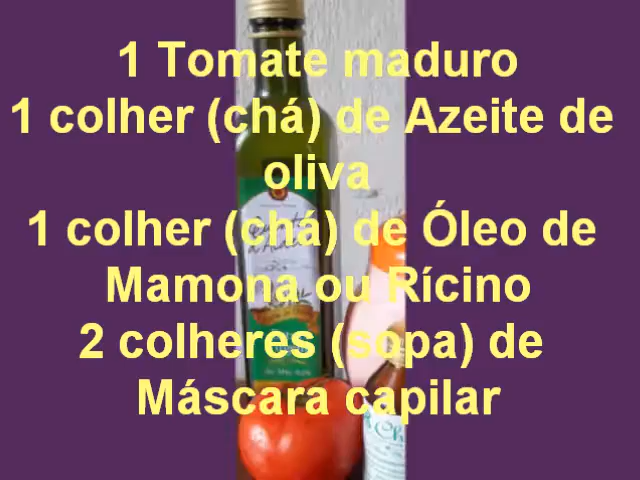 1 Tomate maduro
1 colher (chá) de Azeite de
oliva
1 colher (chá) de Óleo de
Mamona ou Rícino
2 colheres (sopa) de
Máscara capilar